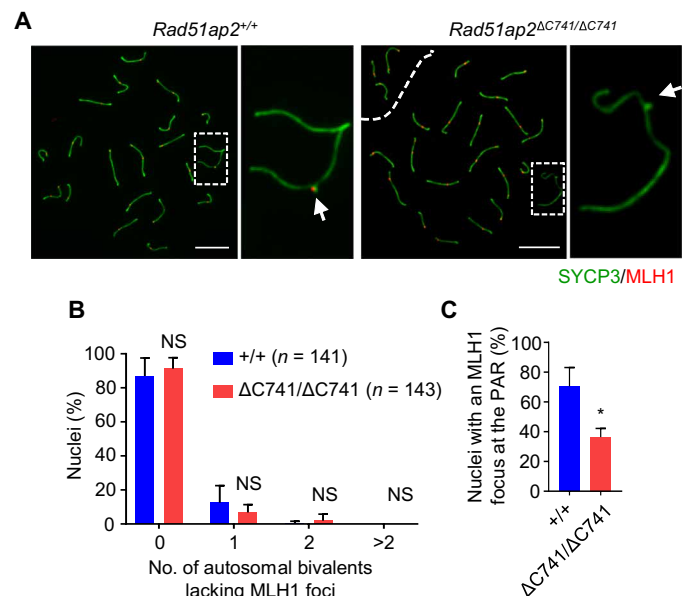 A
Rad51ap2+/+
Rad51ap2ΔC741/ΔC741
SYCP3/MLH1
B
NS
+/+ (n = 141)
ΔC741/ΔC741 (n = 143)
NS
NS
NS
Nuclei (%)
100
80
60
40
20
0
0
1
2
>2
No. of autosomal bivalents
lacking MLH1 foci
C
Nuclei with an MLH1
focus at the PAR (%)
100
80
60
40
20
0
*
+/+
ΔC741/ΔC741